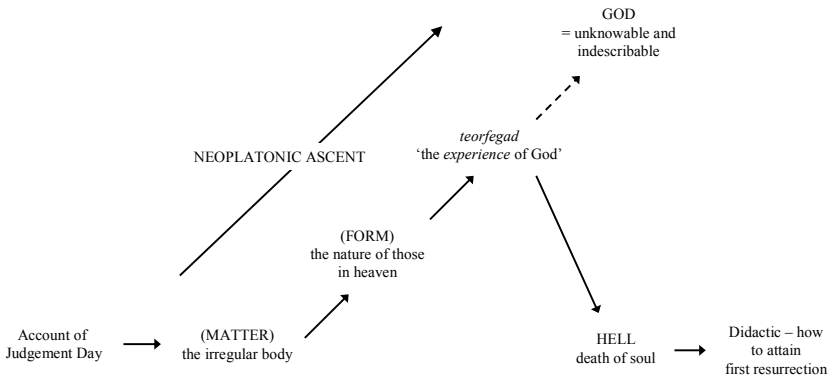 GOD
= unknowable and
indescribable
teorfegad
‘the experience of God’
NEOPLATONIC ASCENT
(FORM)
the nature of those
in heaven
Account of
Judgement Day
(MATTER)
the irregular body
HELL
death of soul
Didactic – how
to attain
first resurrection